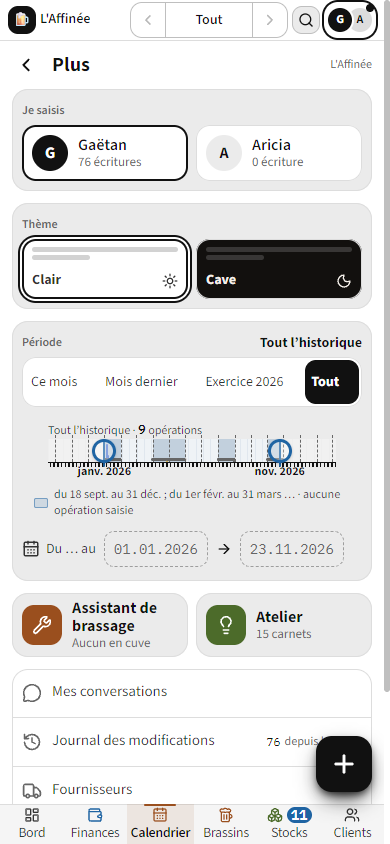 L'Affinée
Tout
G
A
Plus
L'Affinée
Je saisis
G
Gaëtan
76 écritures
A
Aricia
0 écriture
Thème
Clair
Cave
Période
Tout l'historique
Ce mois
Mois dernier
Exercice 2026
Tout
Tout l'historique · 9 opérations
janv. 2026
nov. 2026
du 18 sept. au 31 déc. ; du 1er févr. au 31 mars … · aucune
opération saisie
Du … au
01.01.2026
23.11.2026
Assistant de
brassage
Aucun en cuve
Atelier
15 carnets
Mes conversations
Journal des modifications
76 depuis
Fournisseurs
Bord
Finances
Calendrier
Brassins
11
Stocks
Clients